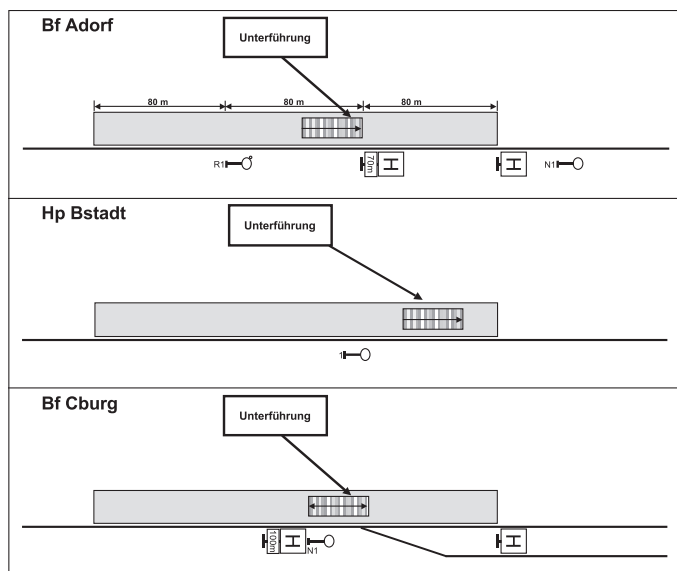 Bf Adorf
Unterführung
80 m 80 m 80 m
R1 70m H H N1
Hp Bstadt
Unterführung
1
Bf Cburg
Unterführung
100m H N1 H